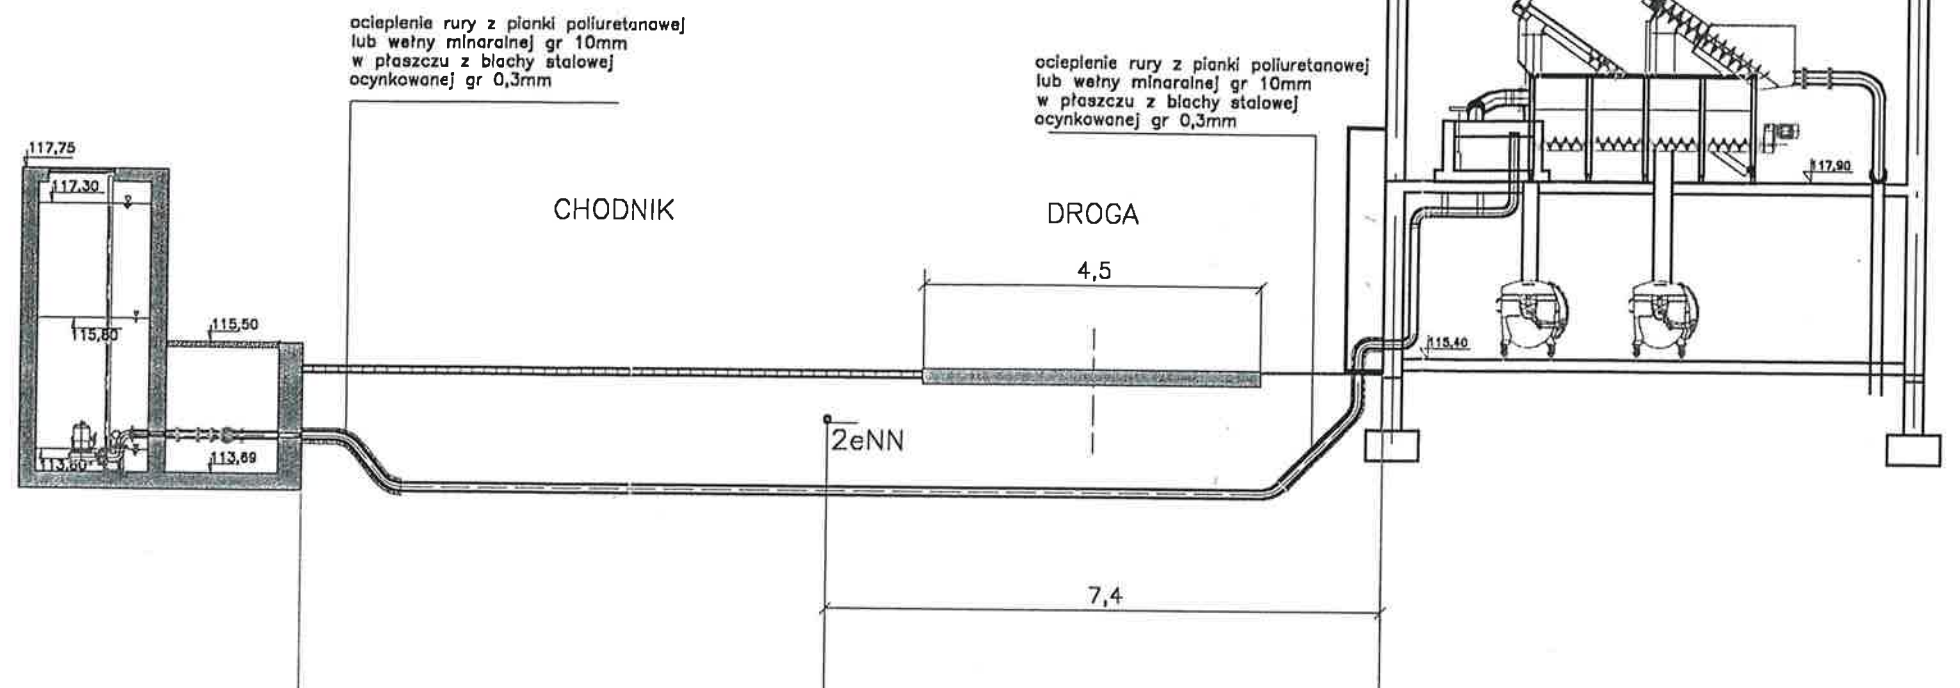 ocieplenie rury z pianki poliuretanowej
lub wełny minaralnej gr 10mm
w płaszczu z blachy stalowej
ocynkowanej gr 0,3mm
ocieplenie rury z pianki poliuretanowej
lub wełny minaralnej gr 10mm
w płaszczu z blachy stalowej
ocynkowanej gr 0,3mm
117,75
117,30
117,90
CHODNIK
DROGA
4,5
115,50
115,80
115,40
2eNN
113,60
113,69
7,4